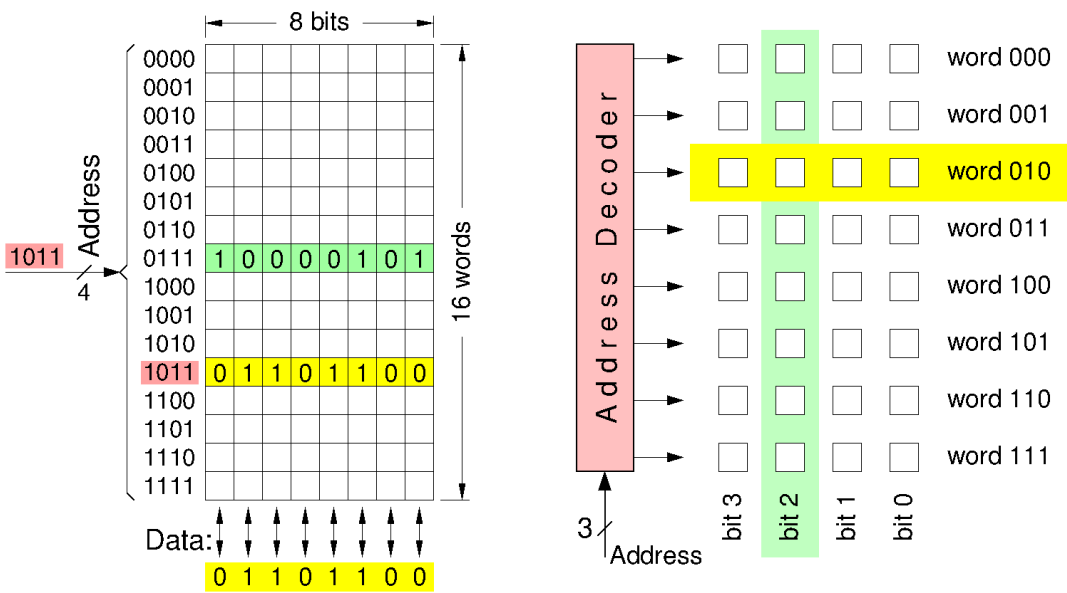 8 bits
0000
0001
0010
0011
0100
0101
0110
0111 1 0 0 0 0 1 0 1
1000
1001
1010
1011 0 1 1 0 1 1 0 0
1100
1101
1110
1111
Address
1011
4
16 words
Data:
0 1 1 0 1 1 0 0
Address Decoder
word 000
word 001
word 010
word 011
word 100
word 101
word 110
word 111
bit 3 bit 2 bit 1 bit 0
3
Address